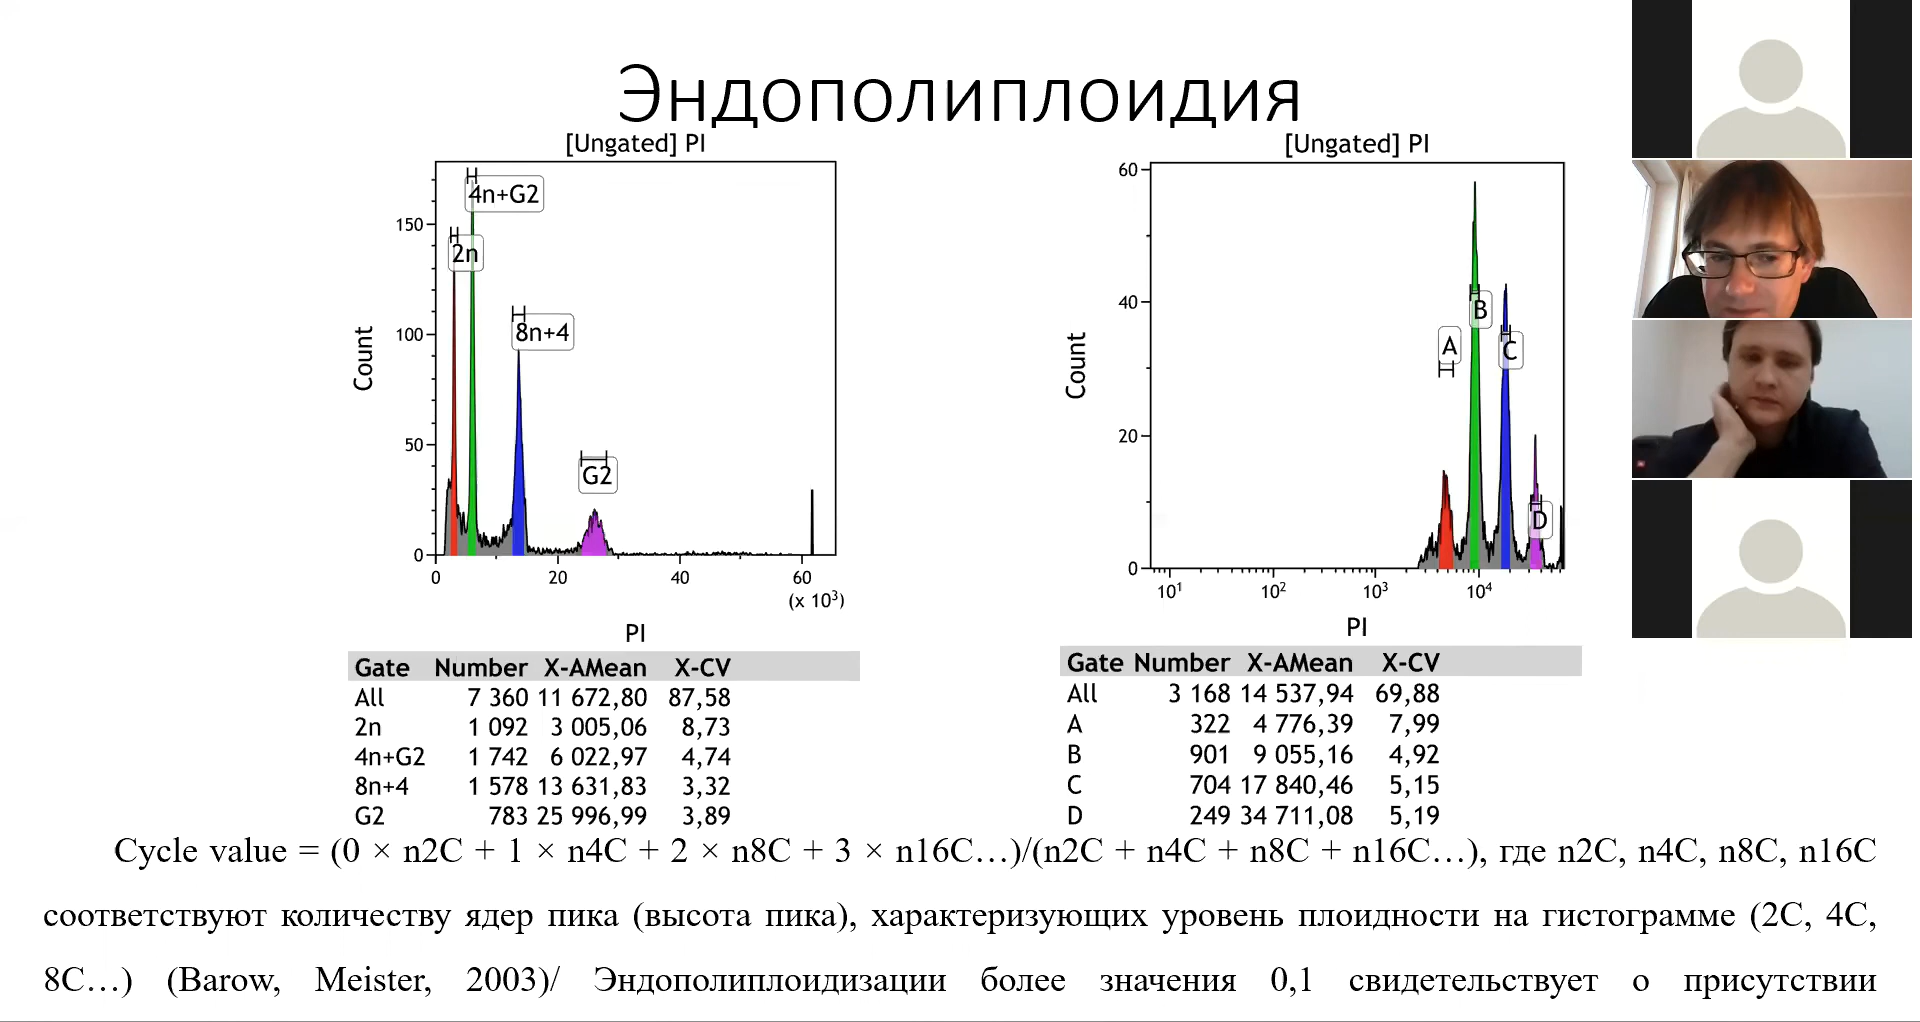 Эндополиплоидия
[Ungated] PI
4n+G2
2n
8n+4
G2
Count
150
100
50
0
0 20 40 60
(x 10³)
PI
Gate Number X-AMean X-CV
All 7 360 11 672,80 87,58
2n 1 092 3 005,06 8,73
4n+G2 1 742 6 022,97 4,74
8n+4 1 578 13 631,83 3,32
G2 783 25 996,99 3,89
[Ungated] PI
60
40
20
0
Count
A
B
C
D
10¹ 10² 10³ 10⁴
PI
Gate Number X-AMean X-CV
All 3 168 14 537,94 69,88
A 322 4 776,39 7,99
B 901 9 055,16 4,92
C 704 17 840,46 5,15
D 249 34 711,08 5,19
Cycle value = (0 × n2C + 1 × n4C + 2 × n8C + 3 × n16C…)/(n2C + n4C + n8C + n16C…), где n2C, n4C, n8C, n16C
соответствуют количеству ядер пика (высота пика), характеризующих уровень плоидности на гистограмме (2C, 4C,
8C…) (Barow, Meister, 2003)/ Эндополиплоидизации более значения 0,1 свидетельствует о присутствии